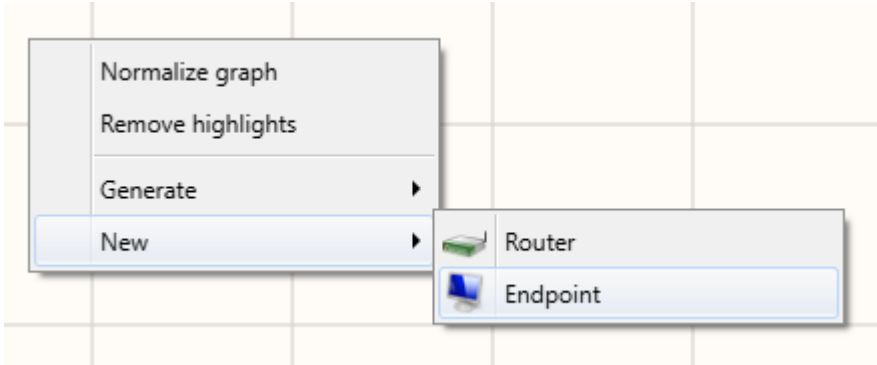 Normalize graph
Remove highlights
Generate
New
Router
Endpoint